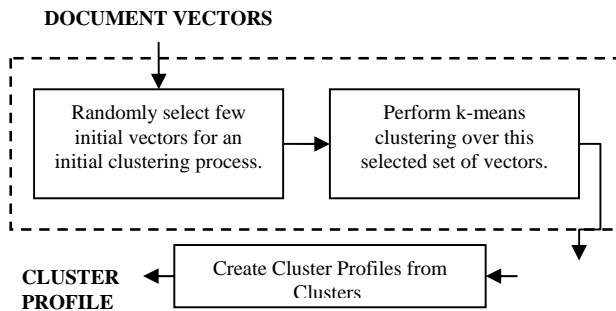 DOCUMENT VECTORS
Randomly select few
initial vectors for an
initial clustering process.
Perform k-means
clustering over this
selected set of vectors.
Create Cluster Profiles from
Clusters
CLUSTER
PROFILE